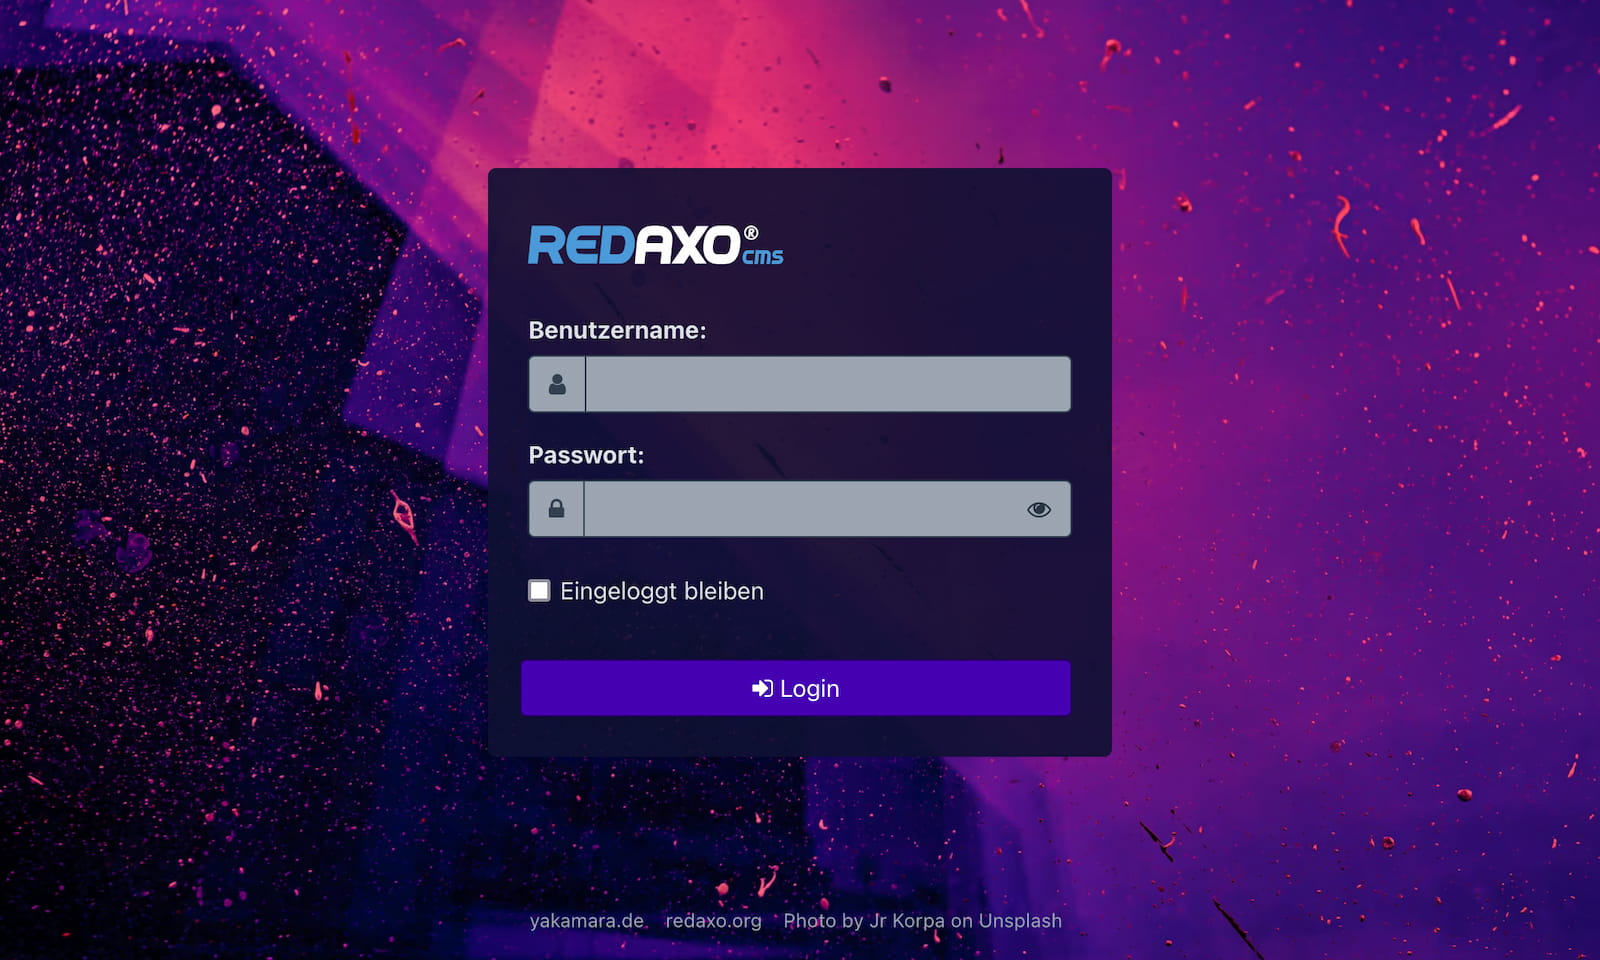 REDAXO® cms
Benutzername:
Passwort:
Eingeloggt bleiben
Login
yakamara.de redaxo.org Photo by Jr Korpa on Unsplash